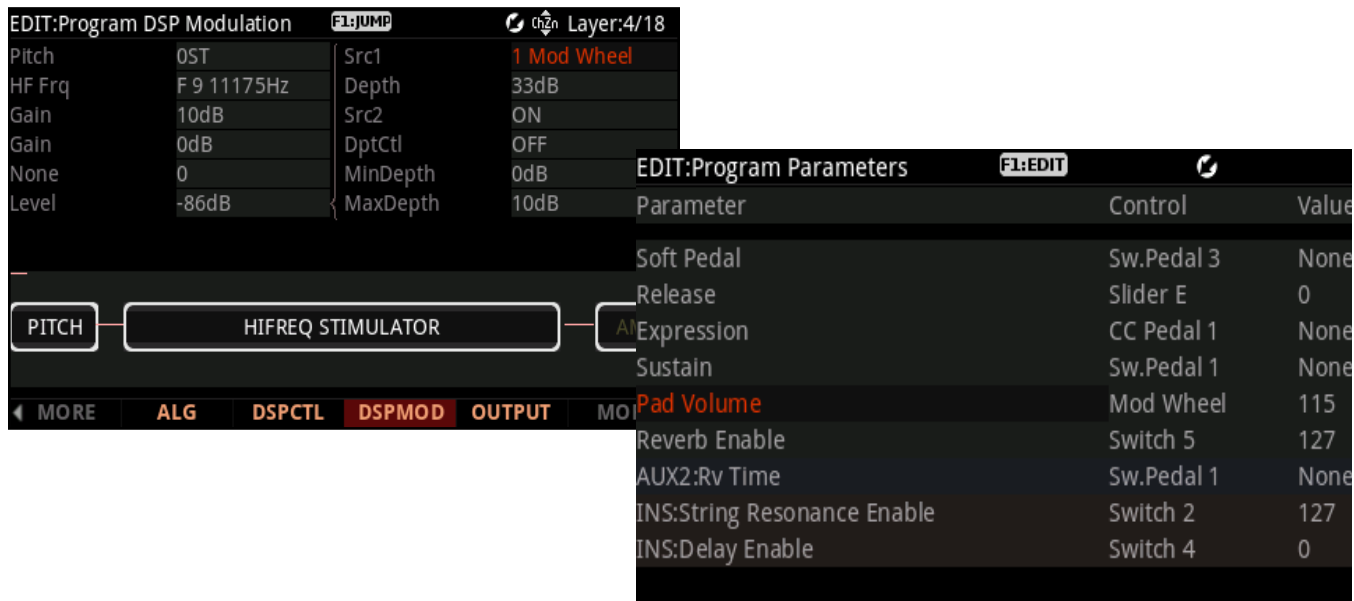 EDIT:Program DSP Modulation F1:JUMP ChZn Layer:4/18
Pitch 0ST Src1 1 Mod Wheel
HF Frq F 9 11175Hz Depth 33dB
Gain 10dB Src2 ON
Gain 0dB DptCtl OFF
None 0 MinDepth 0dB
Level -86dB MaxDepth 10dB
PITCH HIFREQ STIMULATOR
MORE ALG DSPCTL DSPMOD OUTPUT
EDIT:Program Parameters F1:EDIT
Parameter Control Value
Soft Pedal Sw.Pedal 3 None
Release Slider E 0
Expression CC Pedal 1 None
Sustain Sw.Pedal 1 None
Pad Volume Mod Wheel 115
Reverb Enable Switch 5 127
AUX2:Rv Time Sw.Pedal 1 None
INS:String Resonance Enable Switch 2 127
INS:Delay Enable Switch 4 0